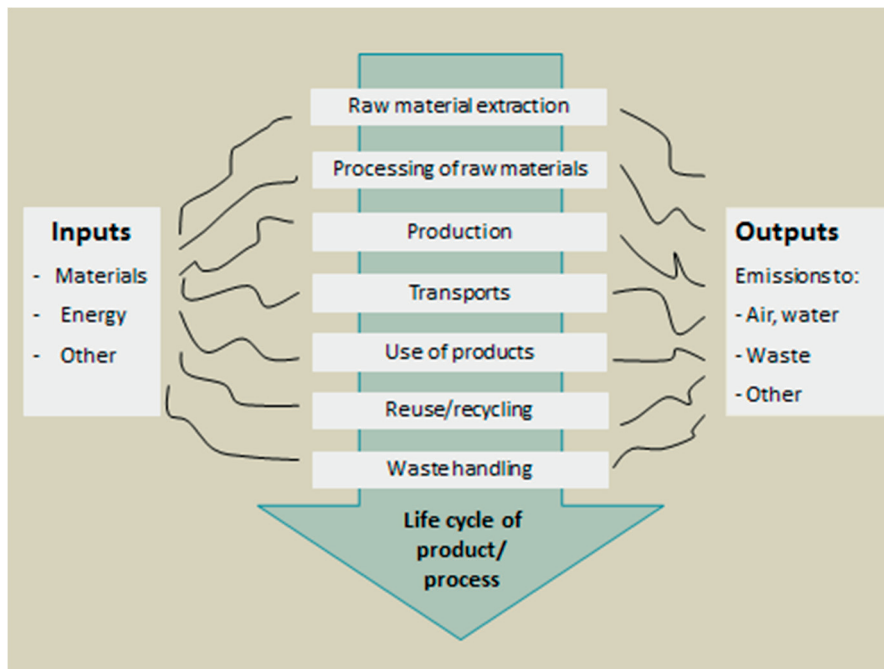 Raw material extraction
Processing of raw materials
Production
Transports
Use of products
Reuse/recycling
Waste handling
Inputs
- Materials
- Energy
- Other
Outputs
Emissions to:
- Air, water
- Waste
- Other
Life cycle of
product/
process